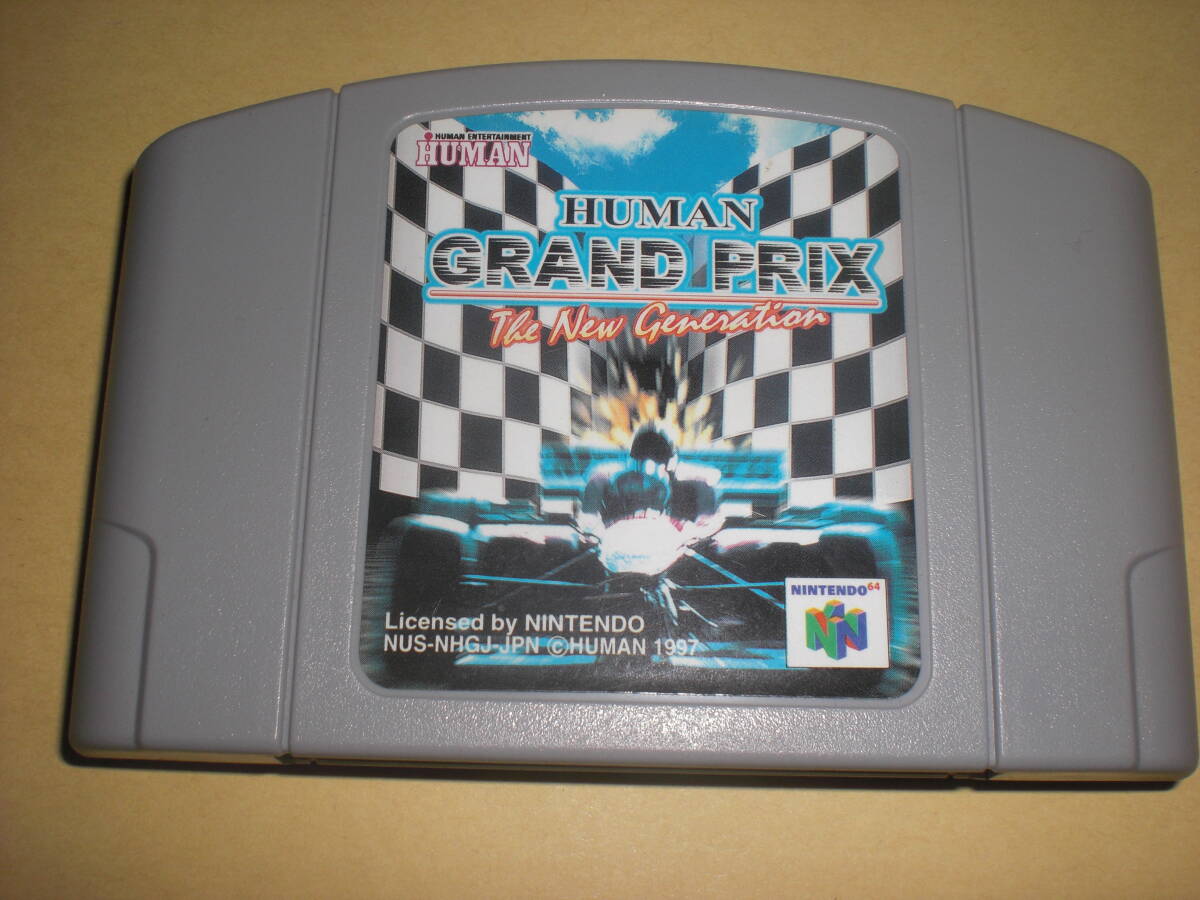 HUMAN ENTERTAINMENT
HUMAN
HUMAN
GRAND PRIX
The New Generation
Licensed by NINTENDO
NUS-NHGJ-JPN ©HUMAN 1997
NINTENDO64